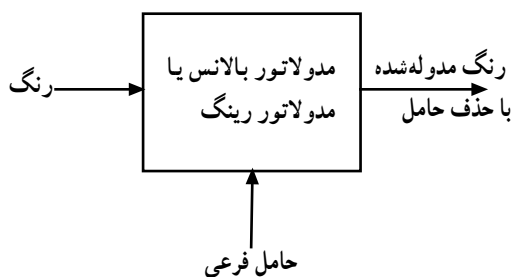 رنگ
مدولاتور بالانس یا
مدولاتور رینگ
رنگ مدوله‌شده
با حذف حامل
حامل فرعی